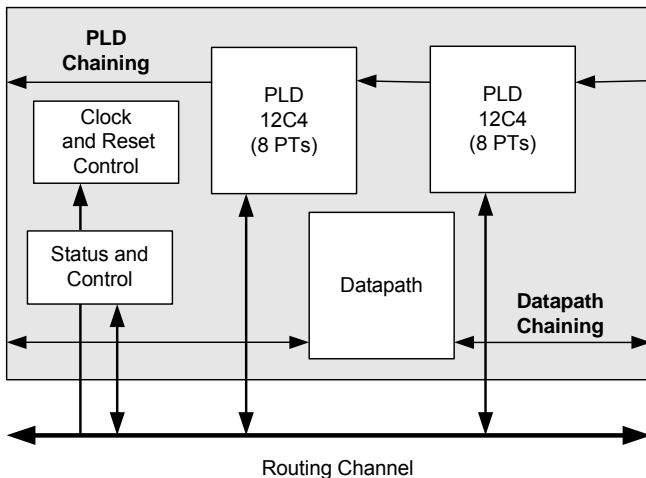 PLD
Chaining
PLD
12C4
(8 PTs)
PLD
12C4
(8 PTs)
Clock
and Reset
Control
Status and
Control
Datapath
Datapath
Chaining
Routing Channel